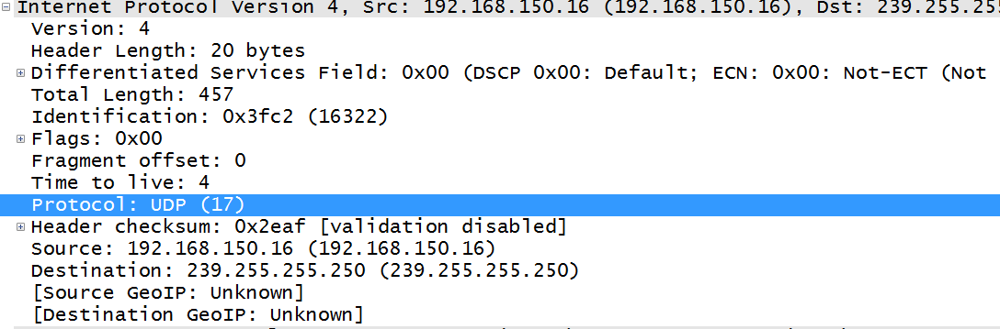 Internet Protocol Version 4, Src: 192.168.150.16 (192.168.150.16), Dst: 239.255.255
Version: 4
Header Length: 20 bytes
Differentiated Services Field: 0x00 (DSCP 0x00: Default; ECN: 0x00: Not-ECT (Not
Total Length: 457
Identification: 0x3fc2 (16322)
Flags: 0x00
Fragment offset: 0
Time to live: 4
Protocol: UDP (17)
Header checksum: 0x2eaf [validation disabled]
Source: 192.168.150.16 (192.168.150.16)
Destination: 239.255.255.250 (239.255.255.250)
[Source GeoIP: Unknown]
[Destination GeoIP: Unknown]